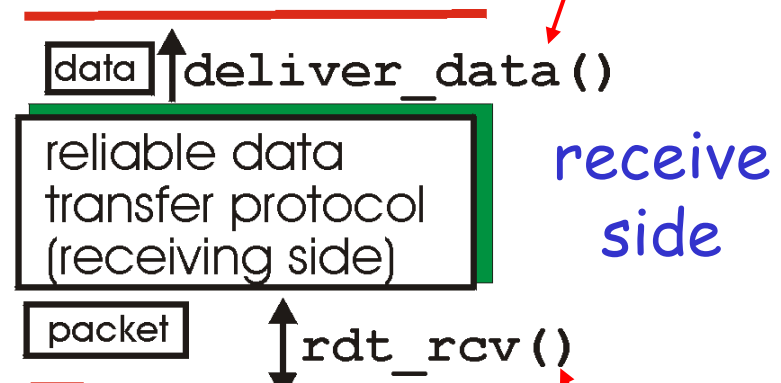 data deliver_data()
reliable data
transfer protocol
(receiving side)
receive
side
packet rdt_rcv()